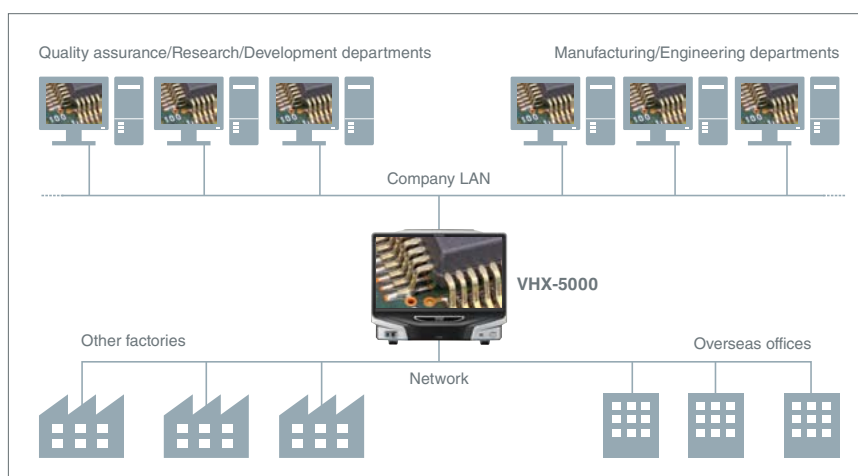 Quality assurance/Research/Development departments
Manufacturing/Engineering departments
Company LAN
VHX-5000
Other factories
Overseas offices
Network